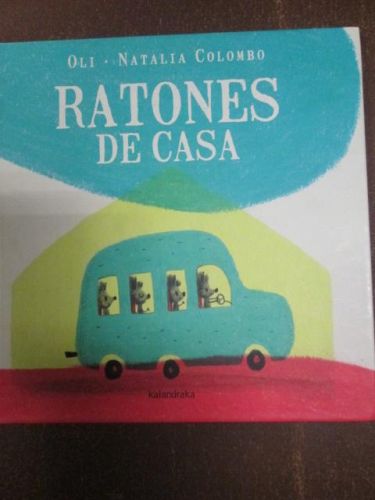 OLI · NATALIA COLOMBO
RATONES
DE CASA
kalandraka